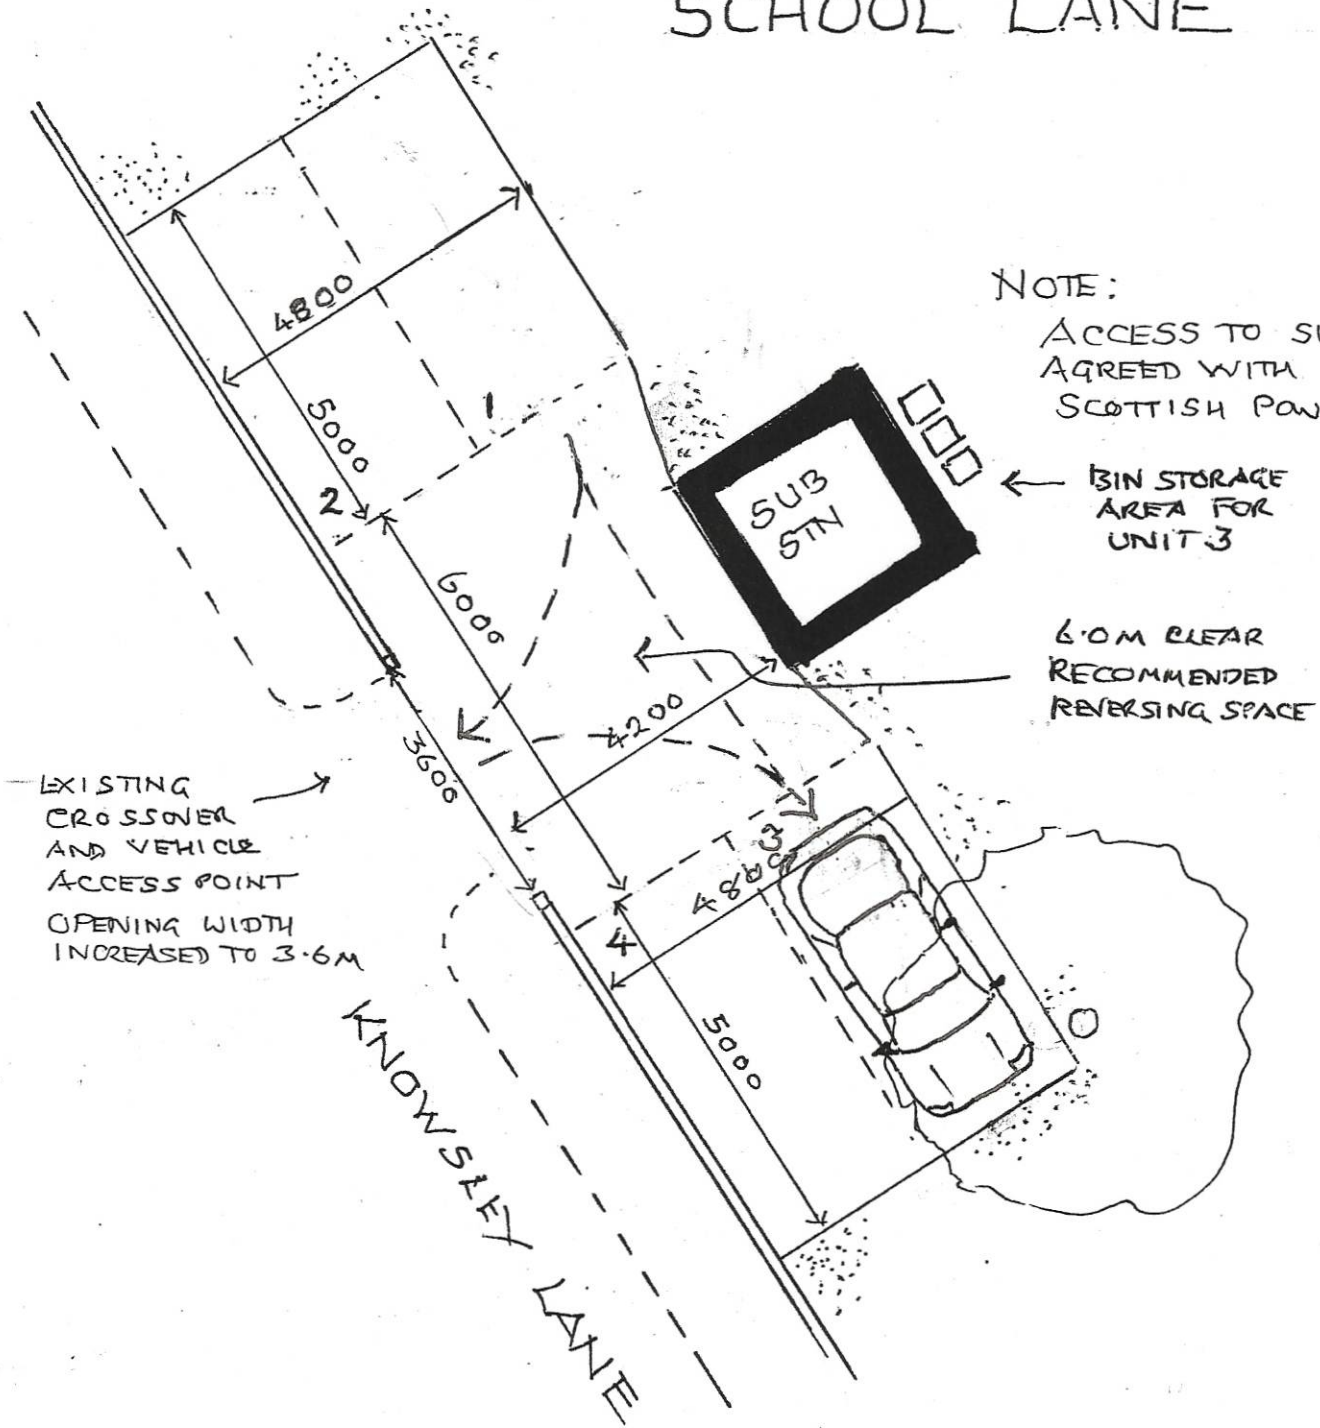 SCHOOL LANE
NOTE:
ACCESS TO
AGREED WITH
SCOTTISH
4800
5000
1
2
SUB
STN
BIN STORAGE
AREA FOR
UNIT 3
6000
6.0M CLEAR
RECOMMENDED
REVERSING SPACE
4200
3600
EXISTING
CROSSOVER
AND VEHICLE
ACCESS POINT
OPENING WIDTH
INCREASED TO 3.6M
3
4800
4
5000
KNOWSLEY LANE